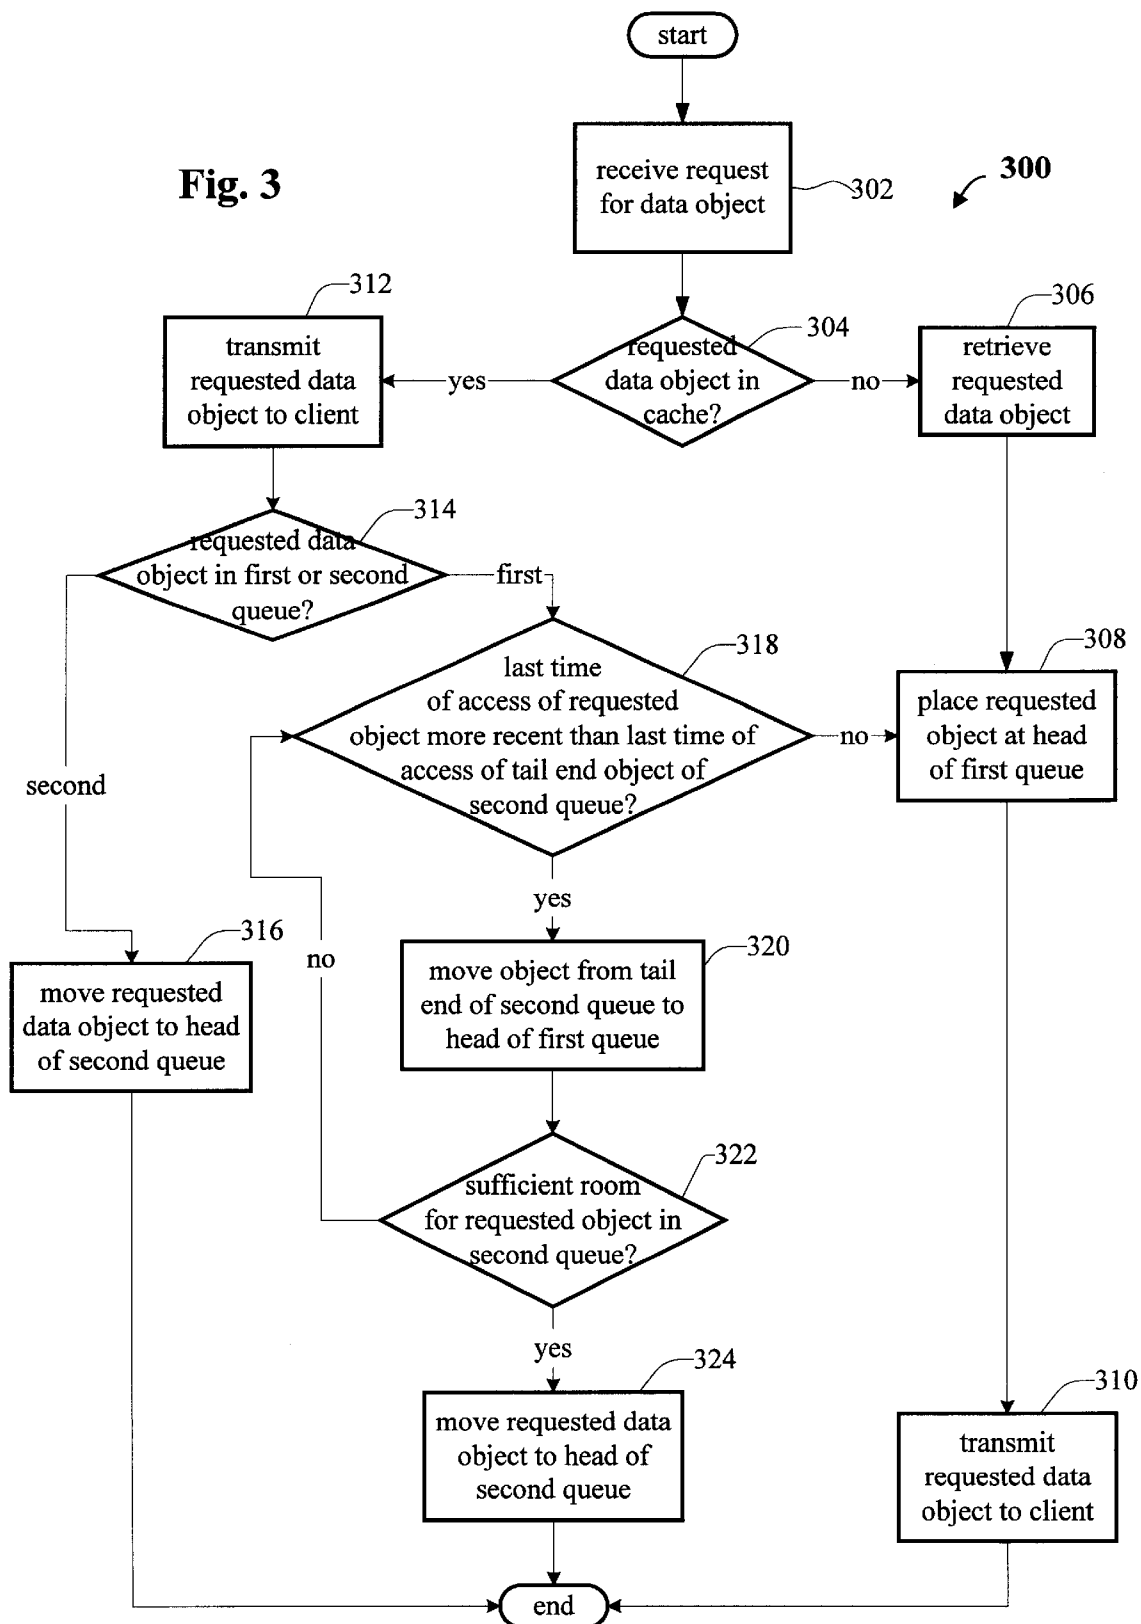 start
Fig. 3
300
receive request
for data object
302
312
transmit
requested data
object to client
yes
304
requested
data object in
cache?
no
306
retrieve
requested
data object
314
requested data
object in first or second
queue?
first
second
318
last time
of access of requested
object more recent than last time of
access of tail end object of
second queue?
no
308
place requested
object at head
of first queue
yes
316
move requested
data object to head
of second queue
no
320
move object from tail
end of second queue to
head of first queue
322
sufficient room
for requested object in
second queue?
yes
324
move requested data
object to head of
second queue
310
transmit
requested data
object to client
end